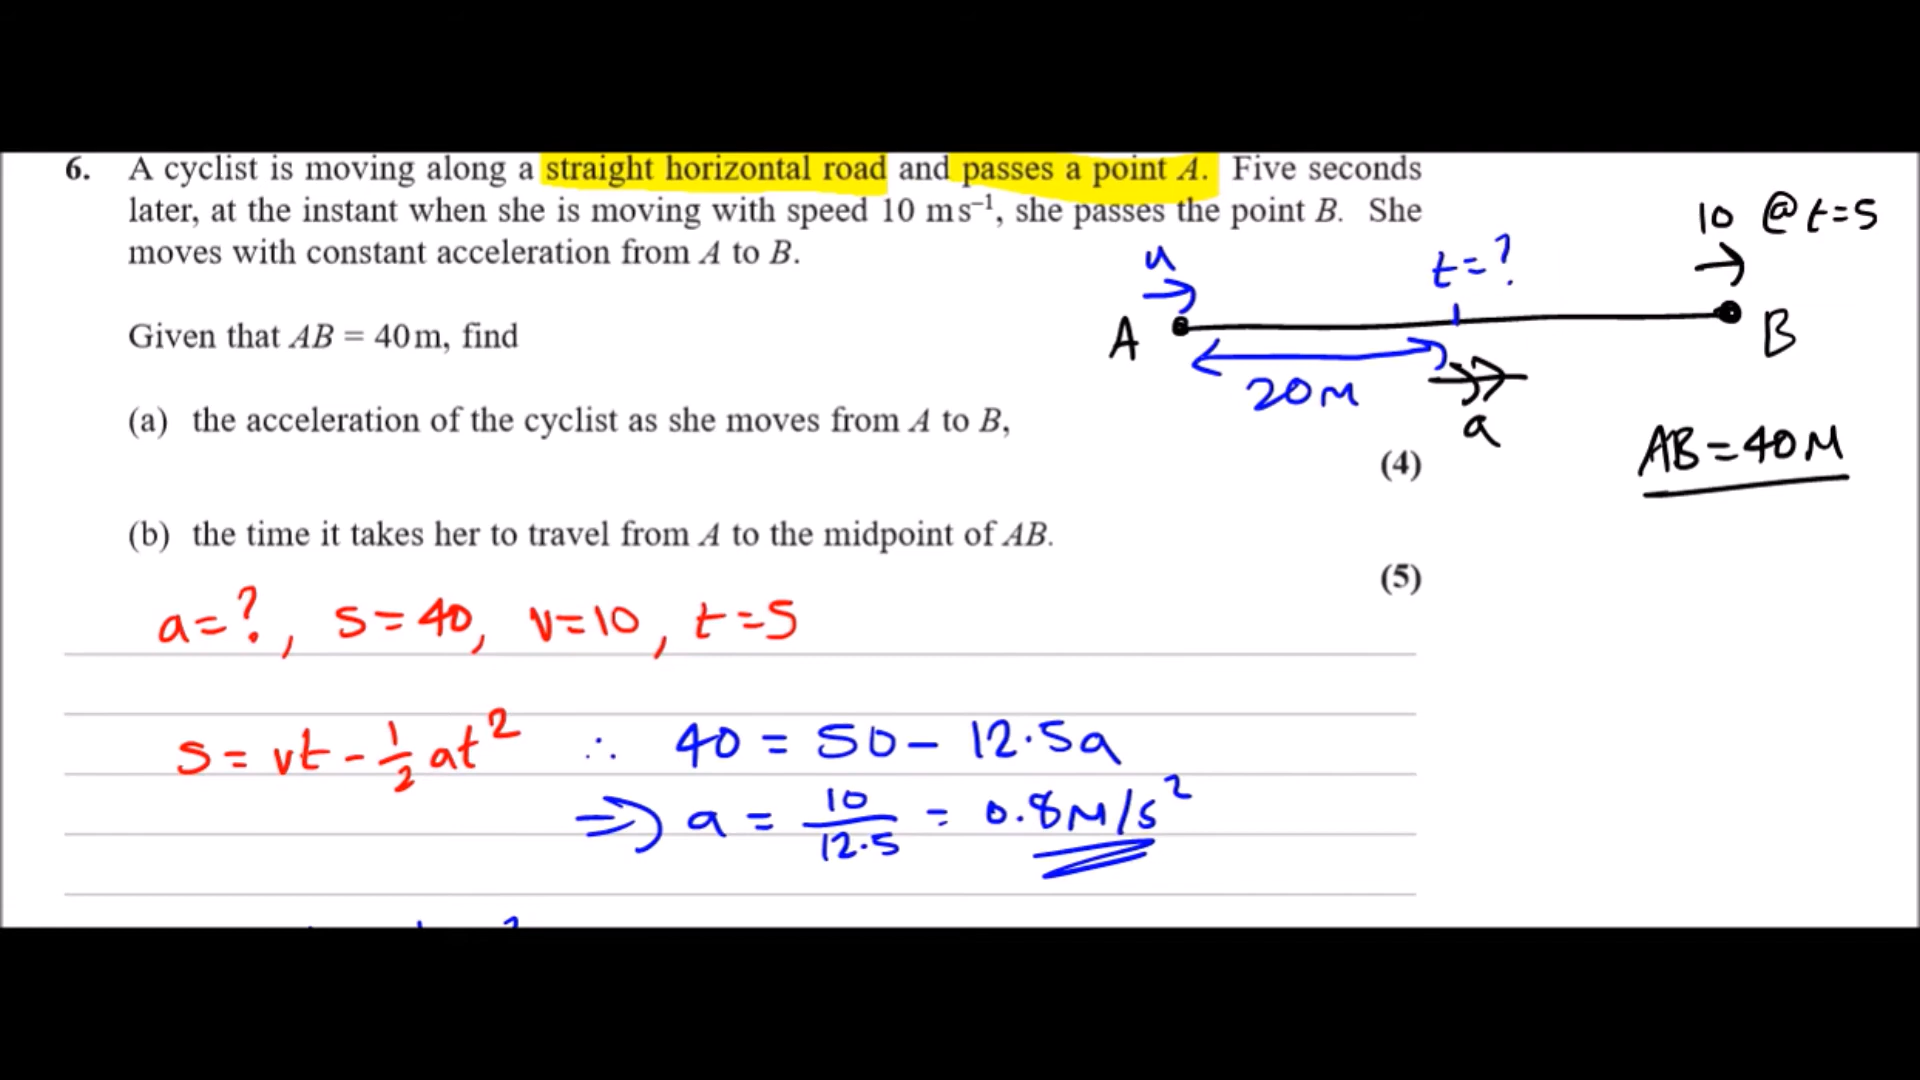 6. A cyclist is moving along a straight horizontal road and passes a point A. Five seconds
later, at the instant when she is moving with speed 10 m s⁻¹, she passes the point B. She
moves with constant acceleration from A to B.
Given that AB = 40 m, find
(a) the acceleration of the cyclist as she moves from A to B,
(4)
(b) the time it takes her to travel from A to the midpoint of AB.
(5)
10 @ t=5
u
t=?
A
B
20M
a
AB=40M
a=?, s=40, v=10, t=5
s = vt - ½at² ∴ 40 = 50 - 12.5a
⇒ a = 10/12.5 = 0.8M/s²